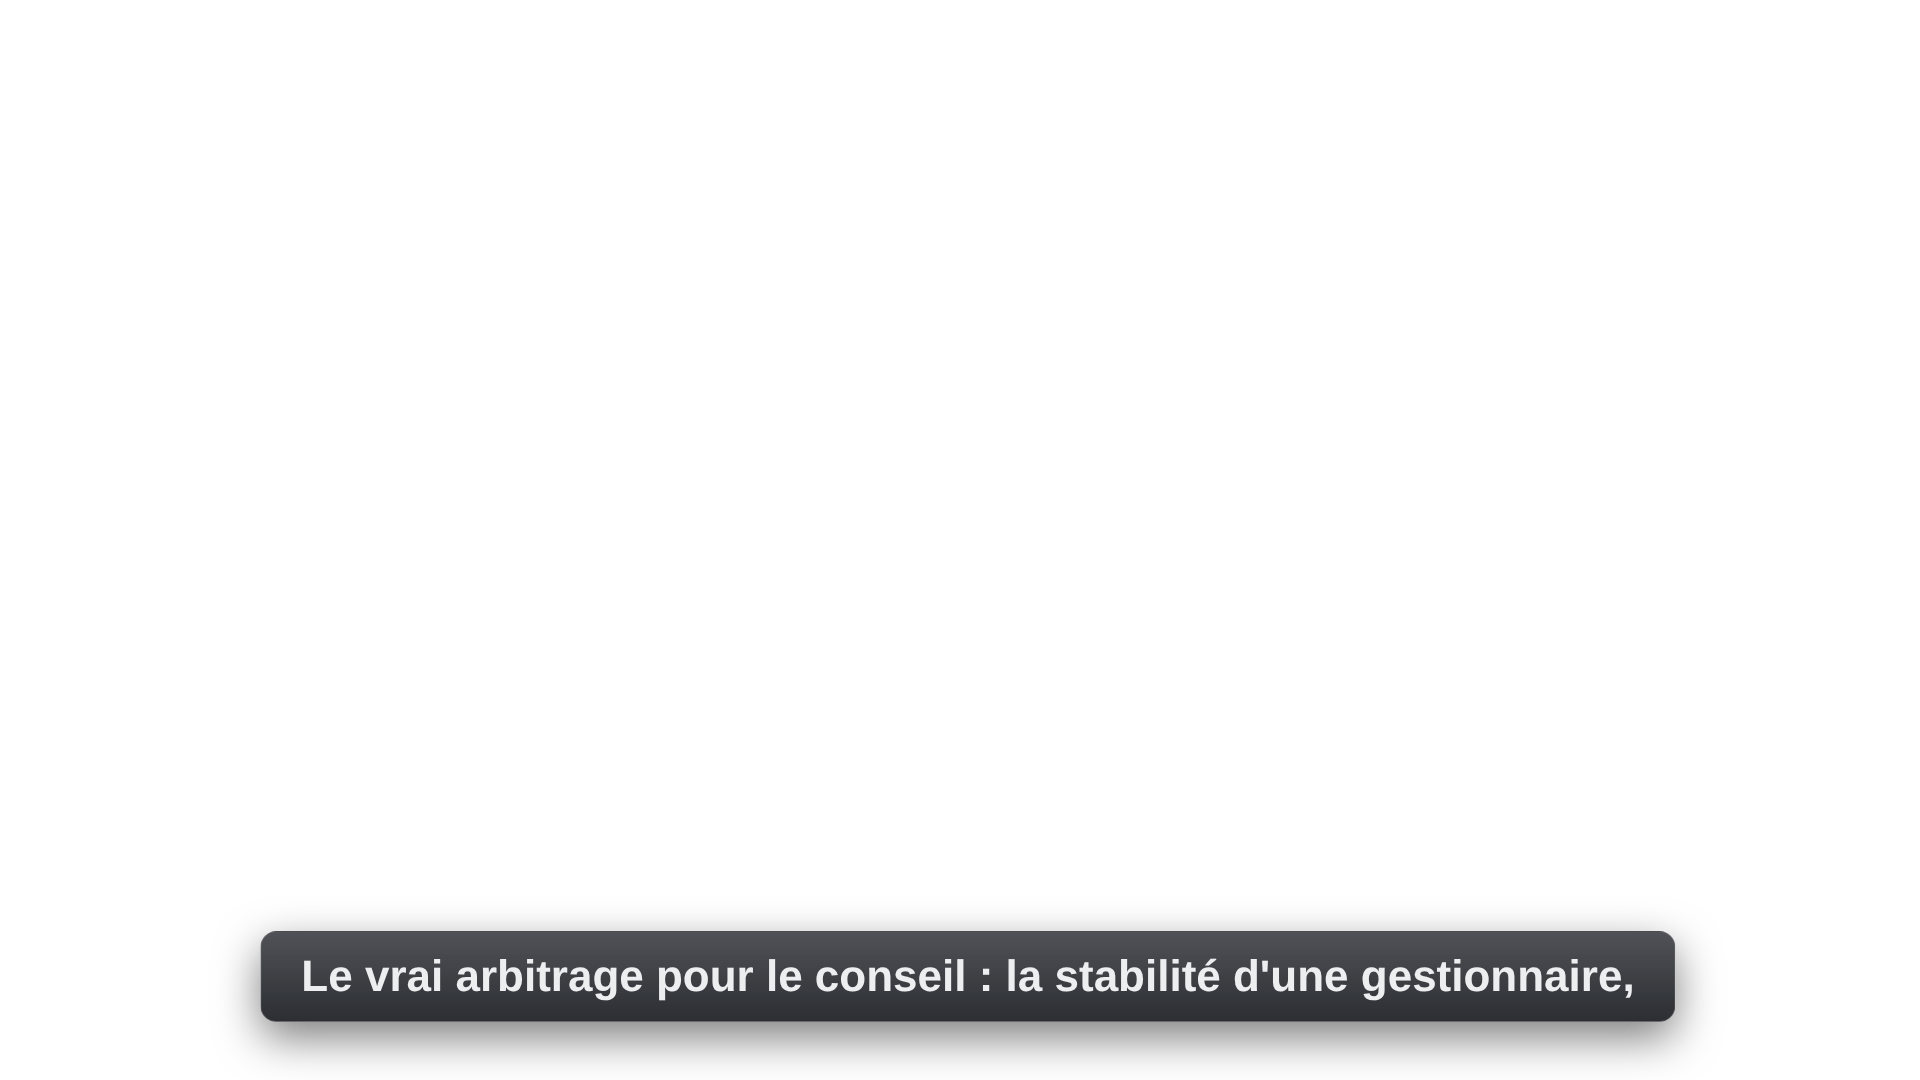 Le vrai arbitrage pour le conseil : la stabilité d'une gestionnaire,